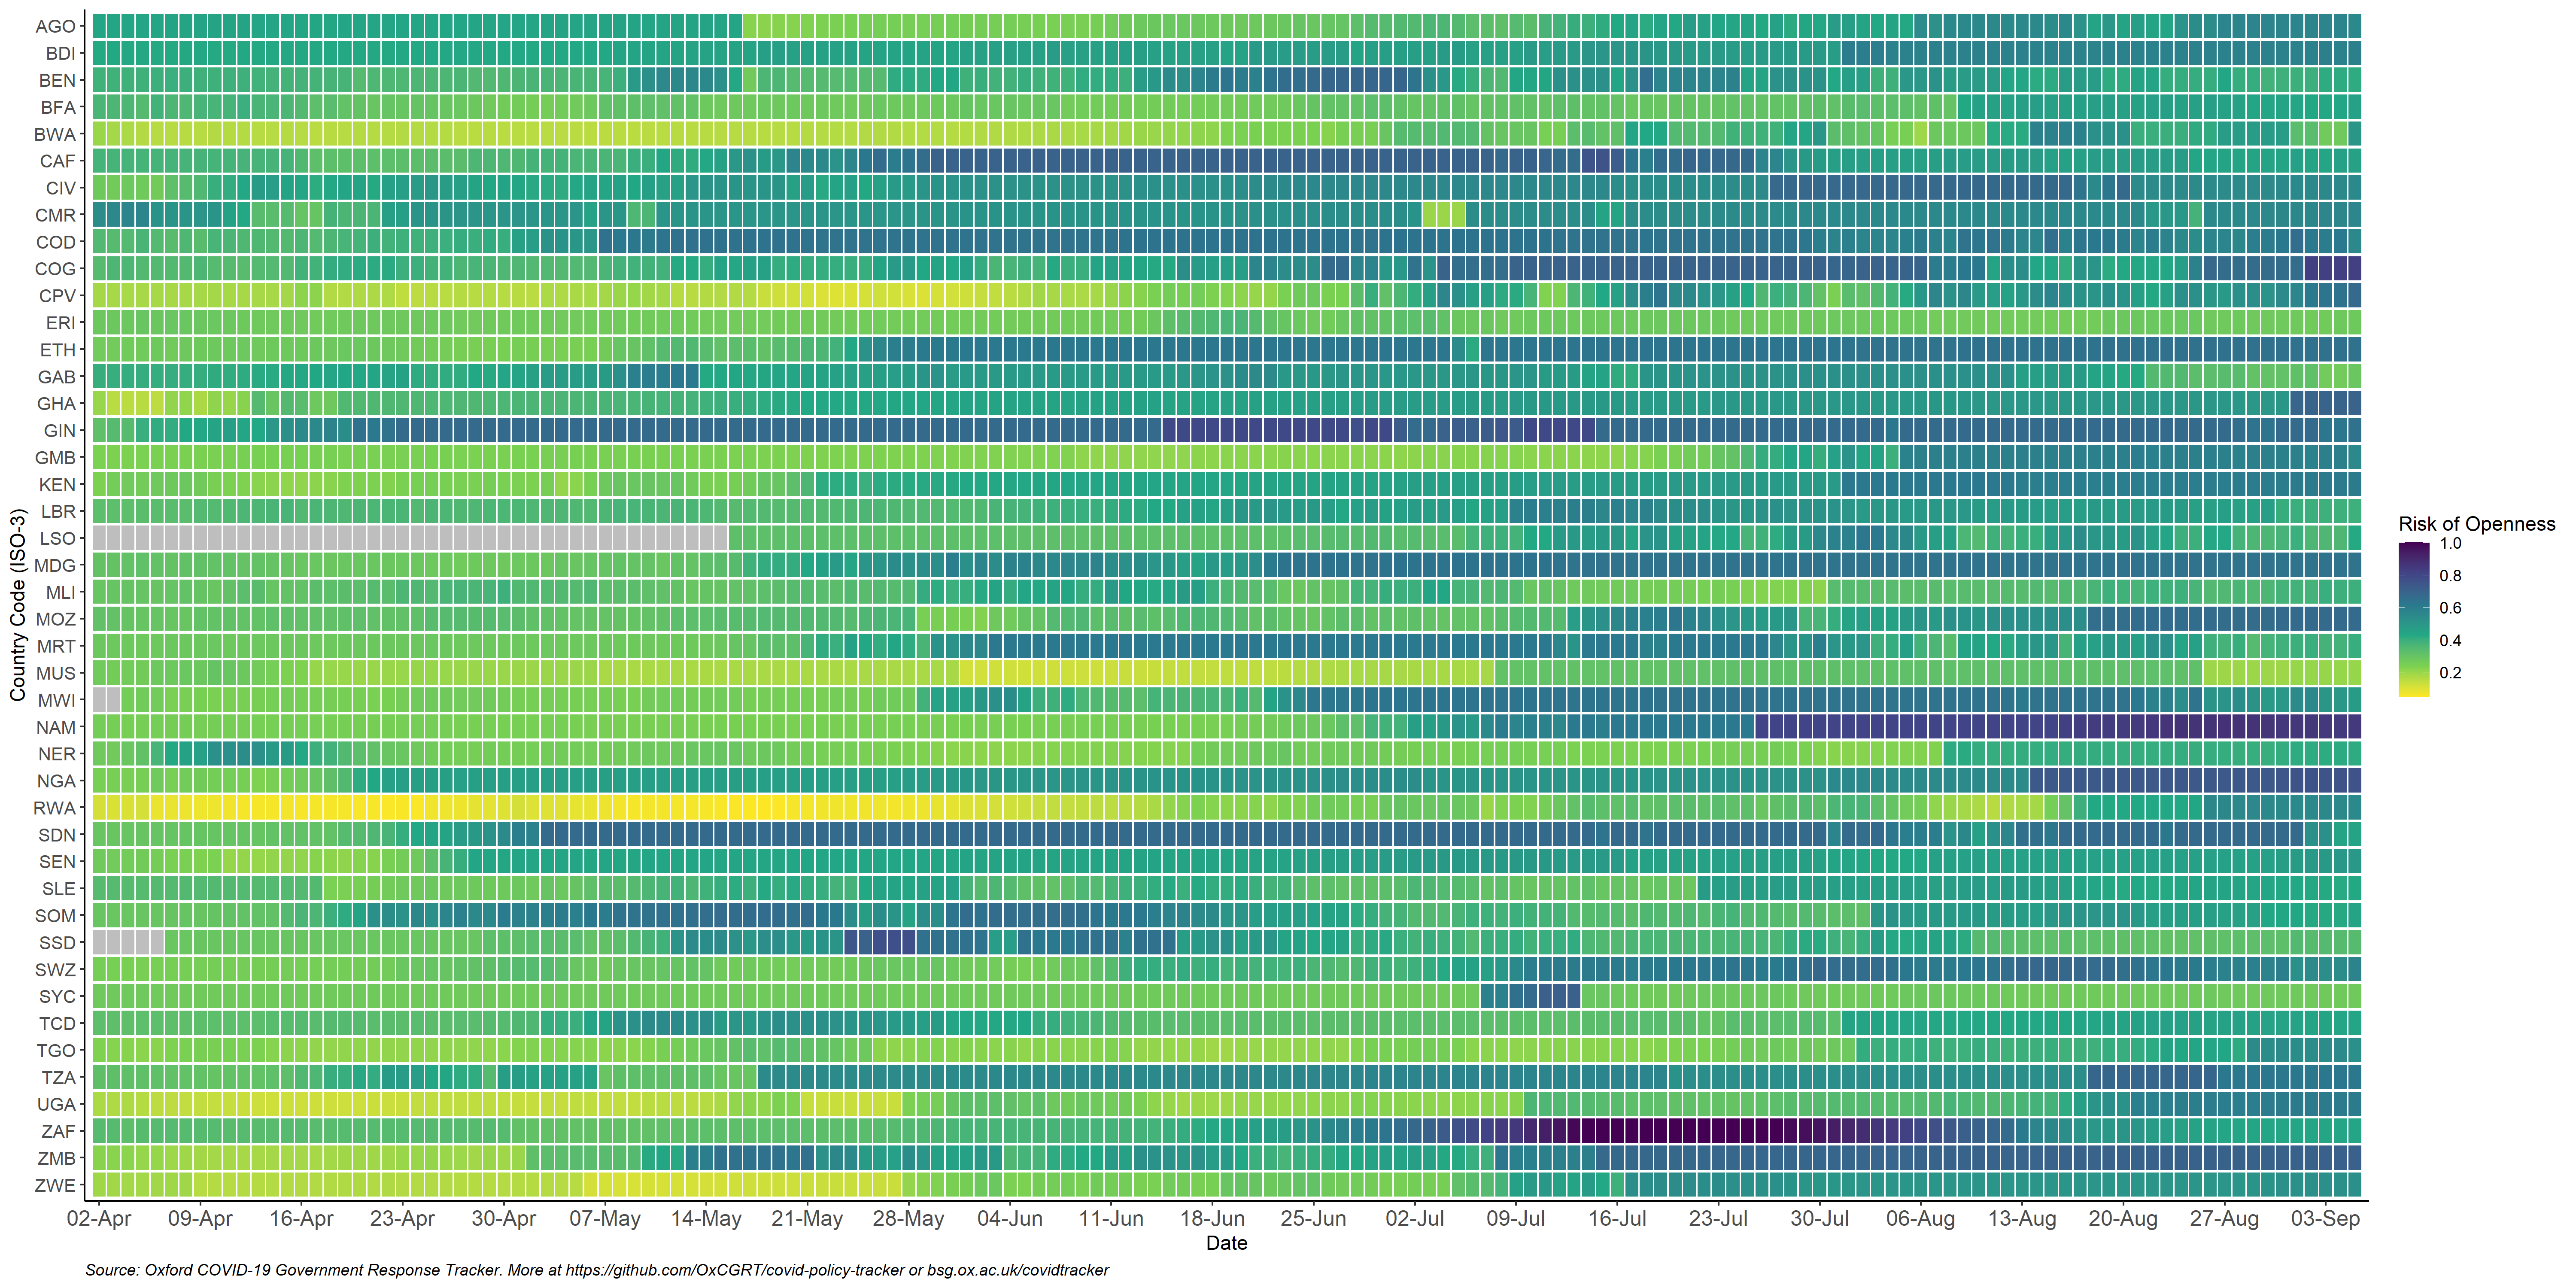 AGO
BDI
BEN
BFA
BWA
CAF
CIV
CMR
COD
COG
CPV
ERI
ETH
GAB
GHA
GIN
GMB
KEN
LBR
LSO
MDG
MLI
MOZ
MRT
MUS
MWI
NAM
NER
NGA
RWA
SDN
SEN
SLE
SOM
SSD
SWZ
SYC
TCD
TGO
TZA
UGA
ZAF
ZMB
ZWE
Country Code (ISO-3)
02-Apr 09-Apr 16-Apr 23-Apr 30-Apr 07-May 14-May 21-May 28-May 04-Jun 11-Jun 18-Jun 25-Jun 02-Jul 09-Jul 16-Jul 23-Jul 30-Jul 06-Aug 13-Aug 20-Aug 27-Aug 03-Sep
Date
Risk of Openness
1.0
0.8
0.6
0.4
0.2
Source: Oxford COVID-19 Government Response Tracker. More at https://github.com/OxCGRT/covid-policy-tracker or bsg.ox.ac.uk/covidtracker